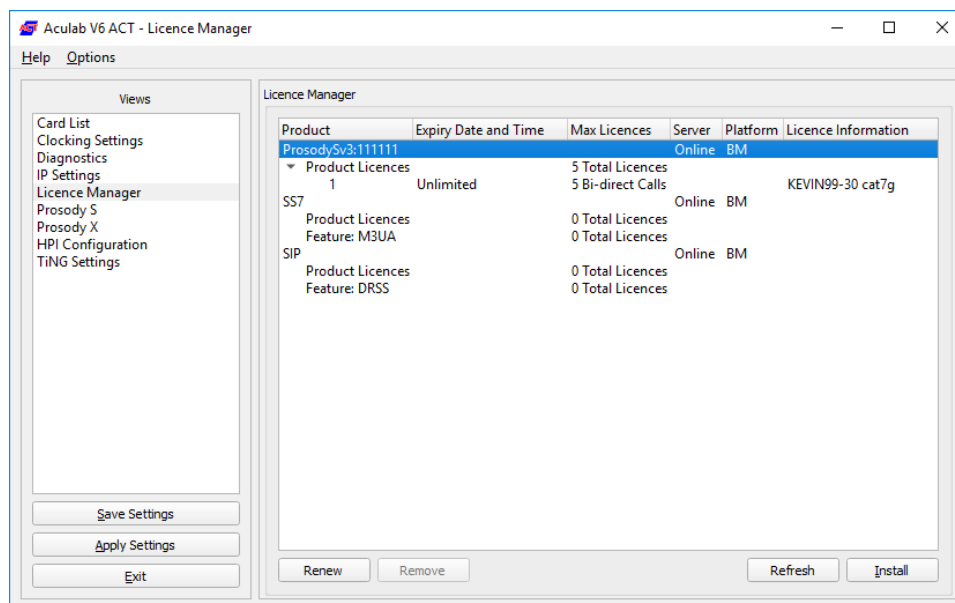 Aculab V6 ACT - Licence Manager
Help Options
Views
Card List
Clocking Settings
Diagnostics
IP Settings
Licence Manager
Prosody S
Prosody X
HPI Configuration
TiNG Settings
Save Settings
Apply Settings
Exit
Licence Manager
Product Expiry Date and Time Max Licences Server Platform Licence Information
ProsodySv3:111111 Online BM
Product Licences 5 Total Licences
1 Unlimited 5 Bi-direct Calls KEVIN99-30 cat7g
SS7 Online BM
Product Licences 0 Total Licences
Feature: M3UA 0 Total Licences
SIP Online BM
Product Licences 0 Total Licences
Feature: DRSS 0 Total Licences
Renew Remove Refresh Install